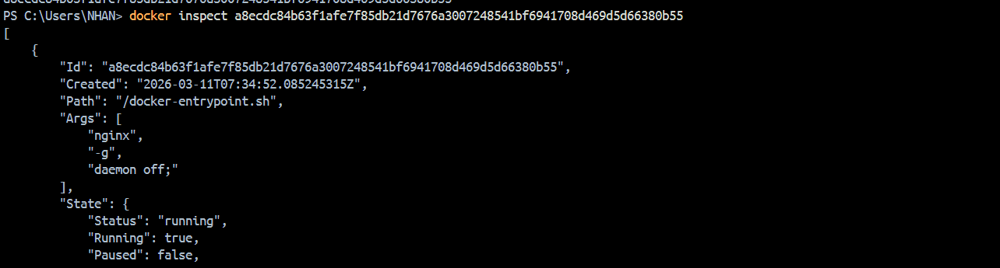 PS C:\Users\NHAN> docker inspect a8ecdc84b63f1afe7f85db21d7676a3007248541bf6941708d469d5d66380b55
[
    {
        "Id": "a8ecdc84b63f1afe7f85db21d7676a3007248541bf6941708d469d5d66380b55",
        "Created": "2026-03-11T07:34:52.085245315Z",
        "Path": "/docker-entrypoint.sh",
        "Args": [
            "nginx",
            "-g",
            "daemon off;"
        ],
        "State": {
            "Status": "running",
            "Running": true,
            "Paused": false,